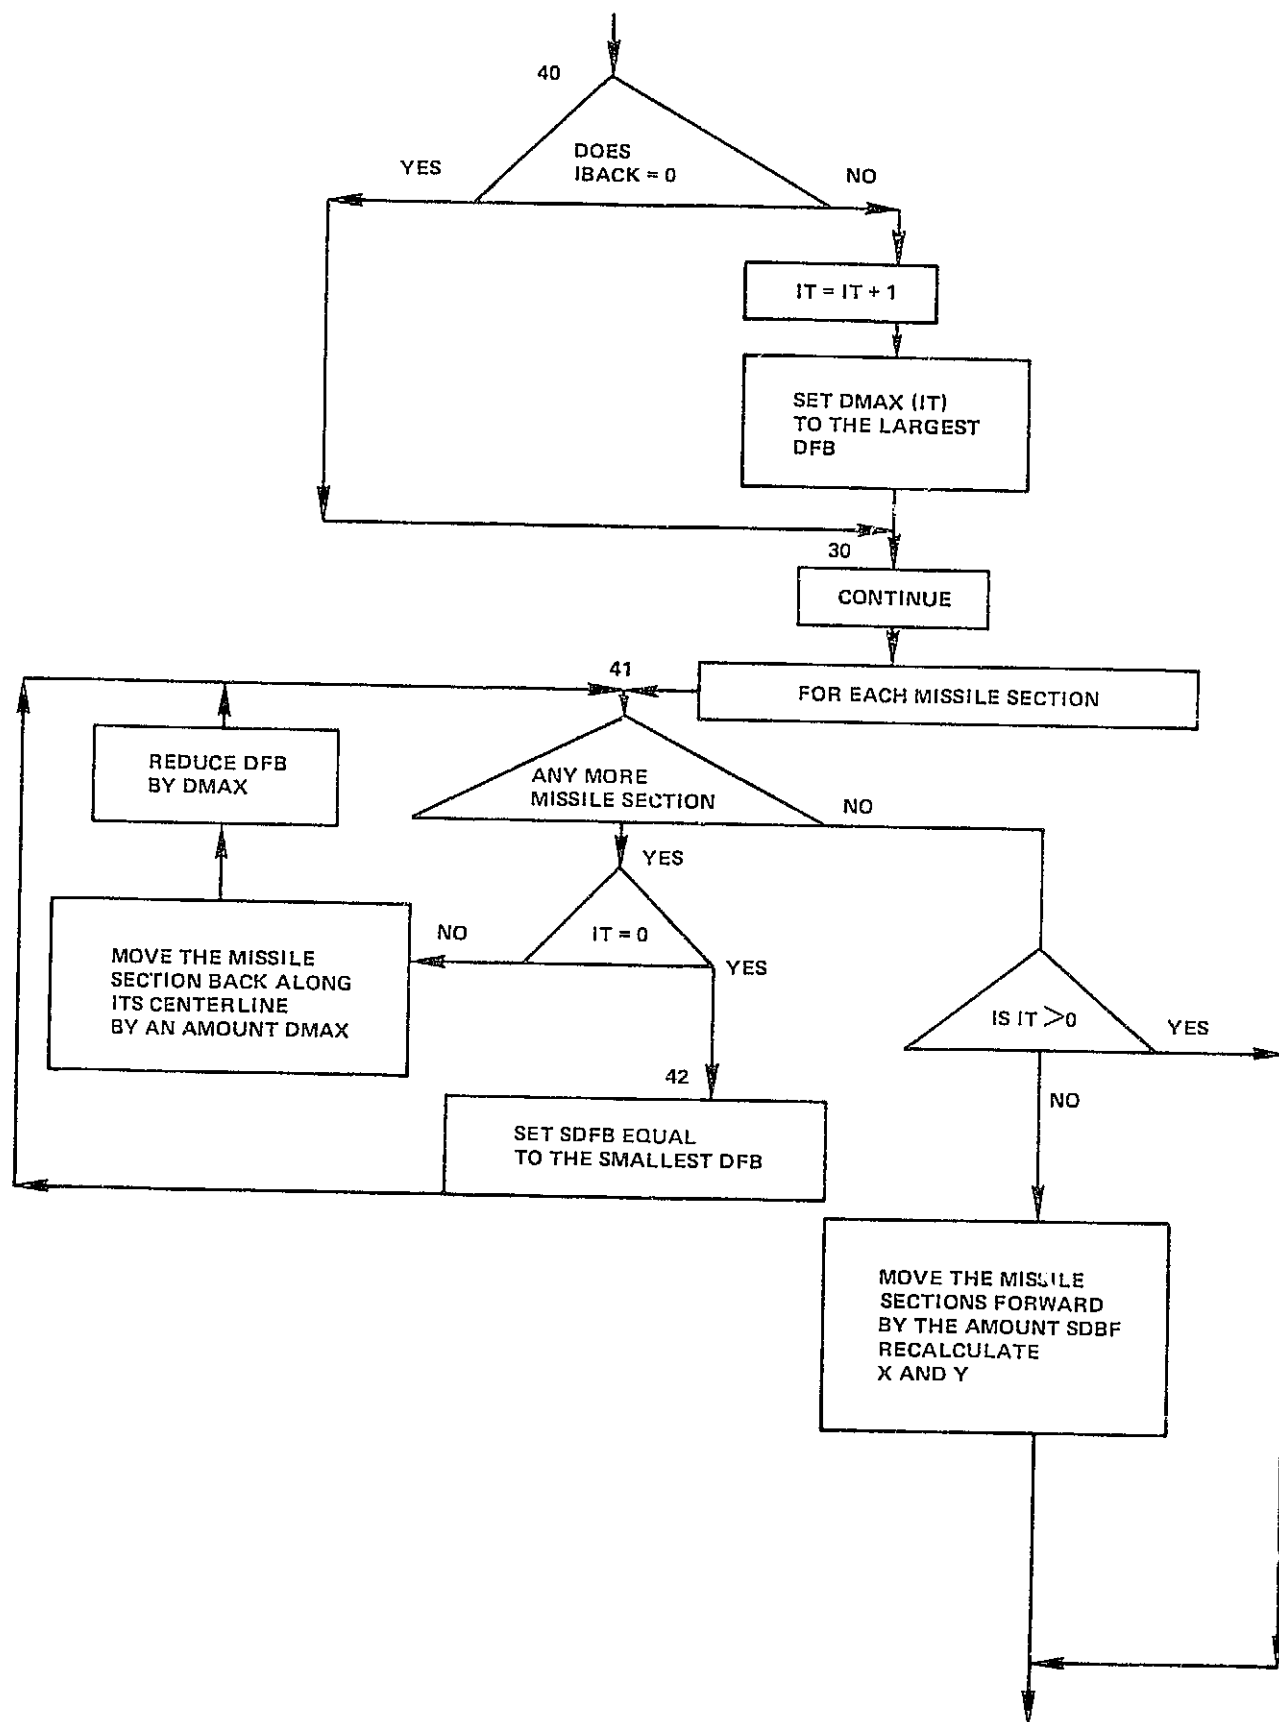 40
DOES
IBACK = 0
YES
NO
IT = IT + 1
SET DMAX (IT)
TO THE LARGEST
DFB
30
CONTINUE
41
FOR EACH MISSILE SECTION
REDUCE DFB
BY DMAX
ANY MORE
MISSILE SECTION
NO
YES
IT = 0
NO
YES
MOVE THE MISSILE
SECTION BACK ALONG
ITS CENTERLINE
BY AN AMOUNT DMAX
IS IT >0
YES
NO
42
SET SDFB EQUAL
TO THE SMALLEST DFB
MOVE THE MISSILE
SECTIONS FORWARD
BY THE AMOUNT SDBF
RECALCULATE
X AND Y